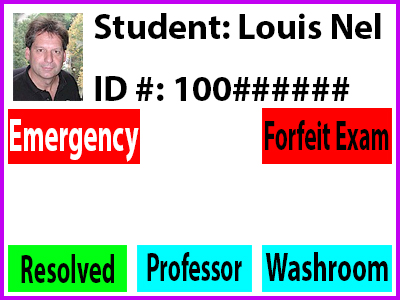 Student: Louis Nel
ID #: 100######
Emergency
Forfeit Exam
Resolved
Professor
Washroom